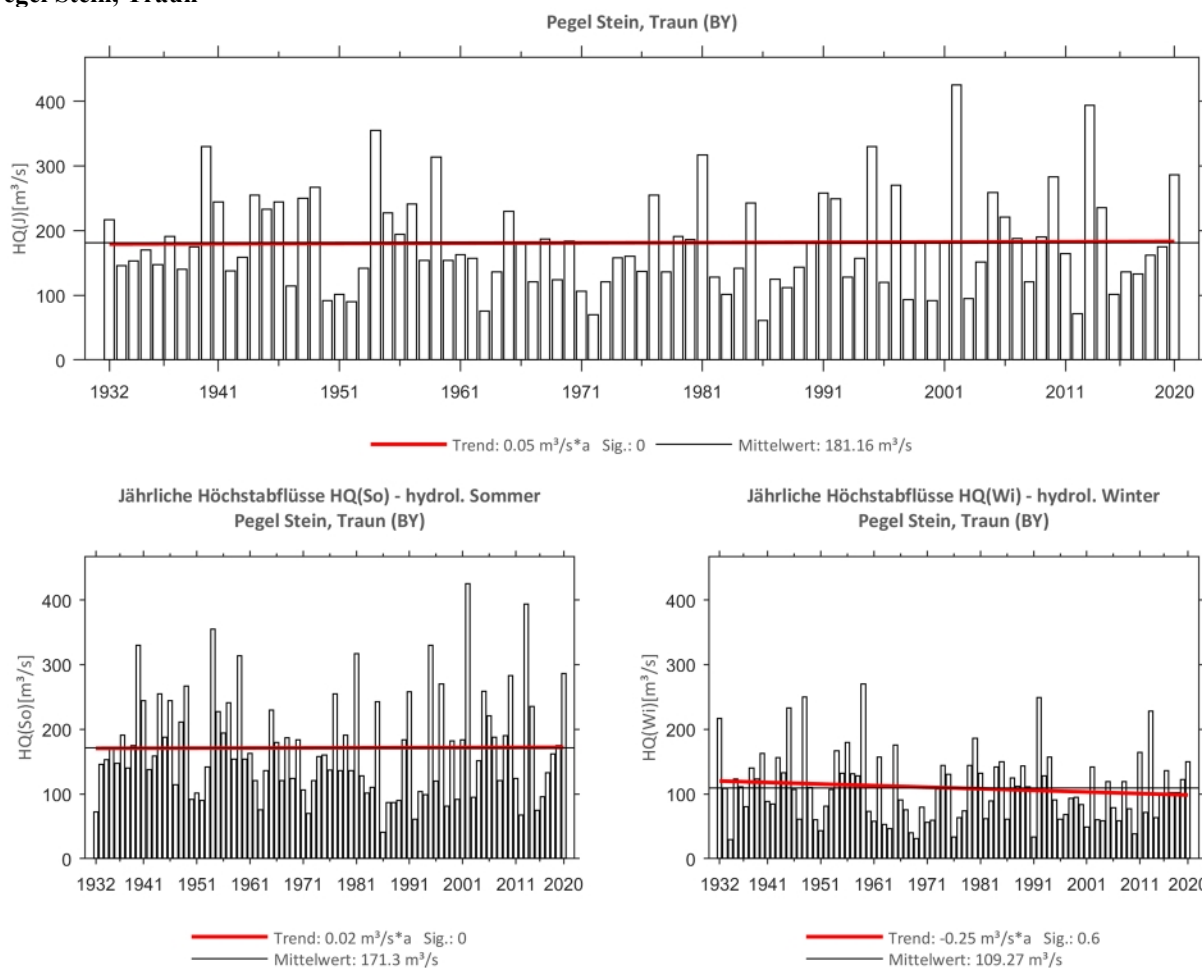 Pegel Stein, Traun
Pegel Stein, Traun (BY)
HQ(J)[m³/s]
400
300
200
100
0
1932 1941 1951 1961 1971 1981 1991 2001 2011 2020
Trend: 0.05 m³/s*a Sig.: 0 Mittelwert: 181.16 m³/s
Jährliche Höchstabflüsse HQ(So) - hydrol. Sommer
Pegel Stein, Traun (BY)
HQ(So)[m³/s]
400
300
200
100
0
1932 1941 1951 1961 1971 1981 1991 2001 2011 2020
Trend: 0.02 m³/s*a Sig.: 0
Mittelwert: 171.3 m³/s
Jährliche Höchstabflüsse HQ(Wi) - hydrol. Winter
Pegel Stein, Traun (BY)
HQ(Wi)[m³/s]
400
300
200
100
0
1932 1941 1951 1961 1971 1981 1991 2001 2011 2020
Trend: -0.25 m³/s*a Sig.: 0.6
Mittelwert: 109.27 m³/s